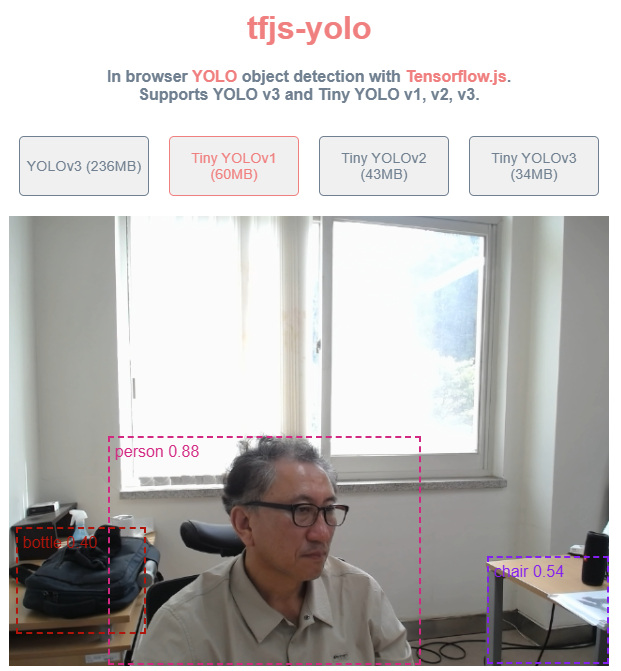 tfjs-yolo
In browser YOLO object detection with Tensorflow.js.
Supports YOLO v3 and Tiny YOLO v1, v2, v3.
YOLOv3 (236MB)
Tiny YOLOv1
(60MB)
Tiny YOLOv2
(43MB)
Tiny YOLOv3
(34MB)
person 0.88
bottle 0.40
chair 0.54